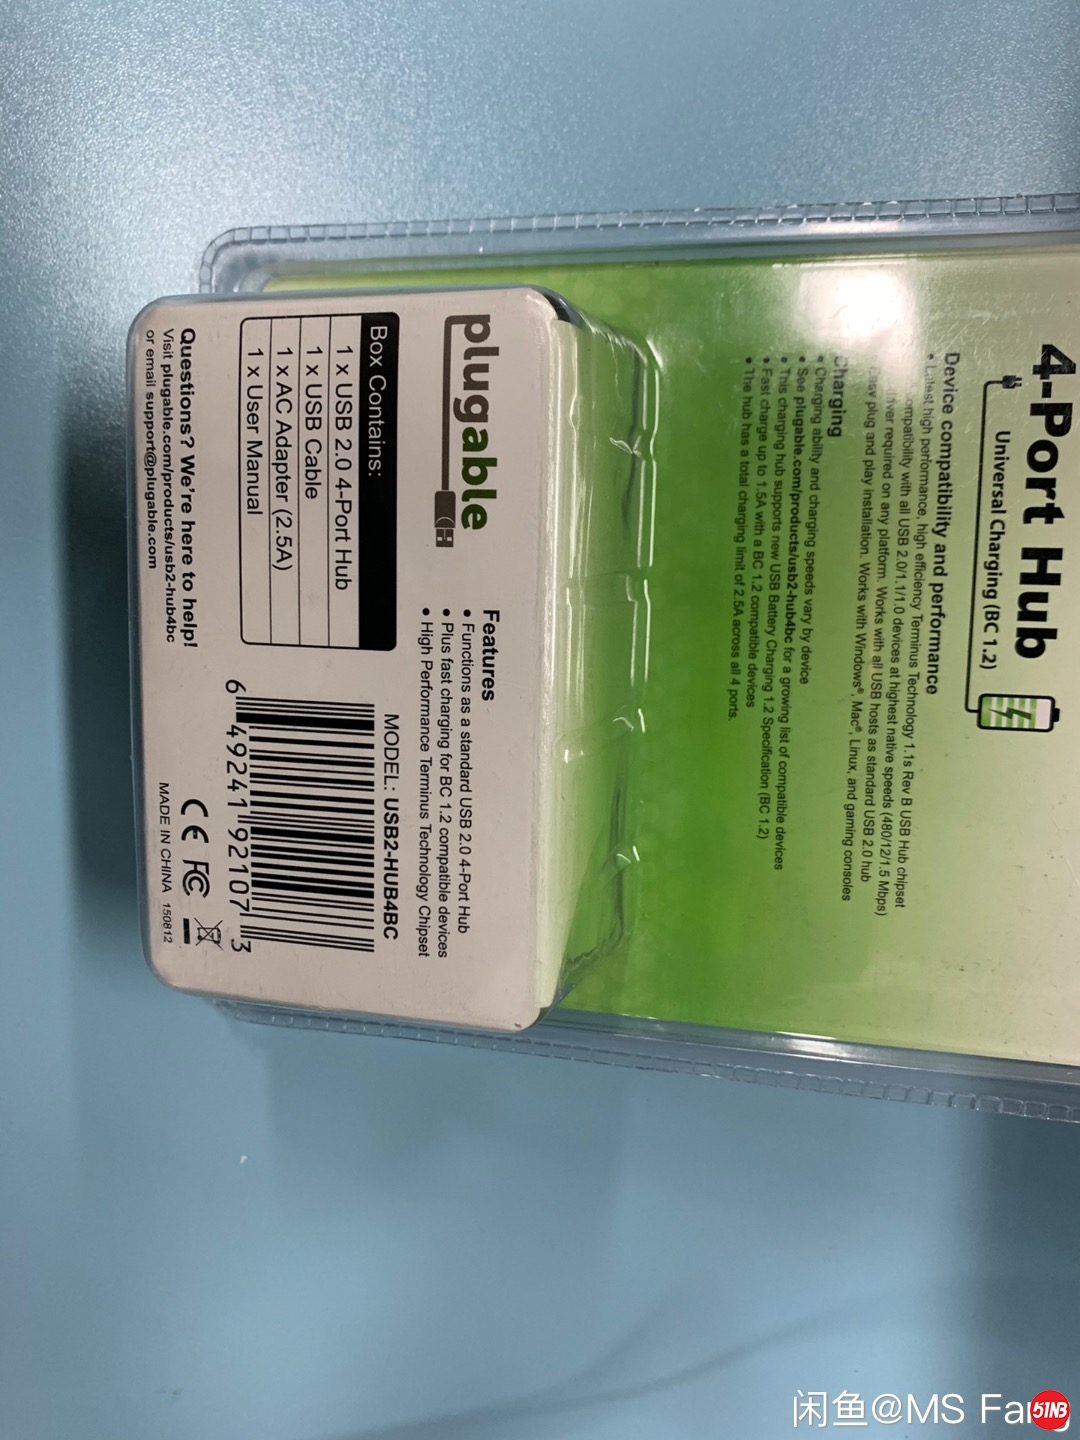 4-Port Hub
Universal Charging (BC 1.2)
Device compatibility and performance
• Latest high performance, high efficiency Terminus Technology 1.1s Rev B USB Hub chipset
compatibility with all USB 2.0/1.1/1.0 devices at highest native speeds (480/12/1.5 Mbps)
driver required on any platform. Works with all USB hosts as standard USB 2.0 hub
Easy plug and play installation. Works with Windows®, Mac®, Linux, and gaming consoles
Charging
• Charging ability and charging speeds vary by device
• See plugable.com/products/usb2-hub4bc for a growing list of compatible devices
• This charging hub supports new USB Battery Charging 1.2 Specification (BC 1.2)
• Fast charge up to 1.5A with a BC 1.2 compatible devices
• The hub has a total charging limit of 2.5A across all 4 ports.
plugable
Box Contains:
1 x USB 2.0 4-Port Hub
1 x USB Cable
1 x AC Adapter (2.5A)
1 x User Manual
Questions? We're here to help!
Visit plugable.com/products/usb2-hub4bc
or email support@plugable.com
Features
• Functions as a standard USB 2.0 4-Port Hub
• Plus fast charging for BC 1.2 compatible devices
• High Performance Terminus Technology Chipset
MODEL: USB2-HUB4BC
6 49241 92107 3
CE FC
MADE IN CHINA 150812
闲鱼@MS Fang
51NB